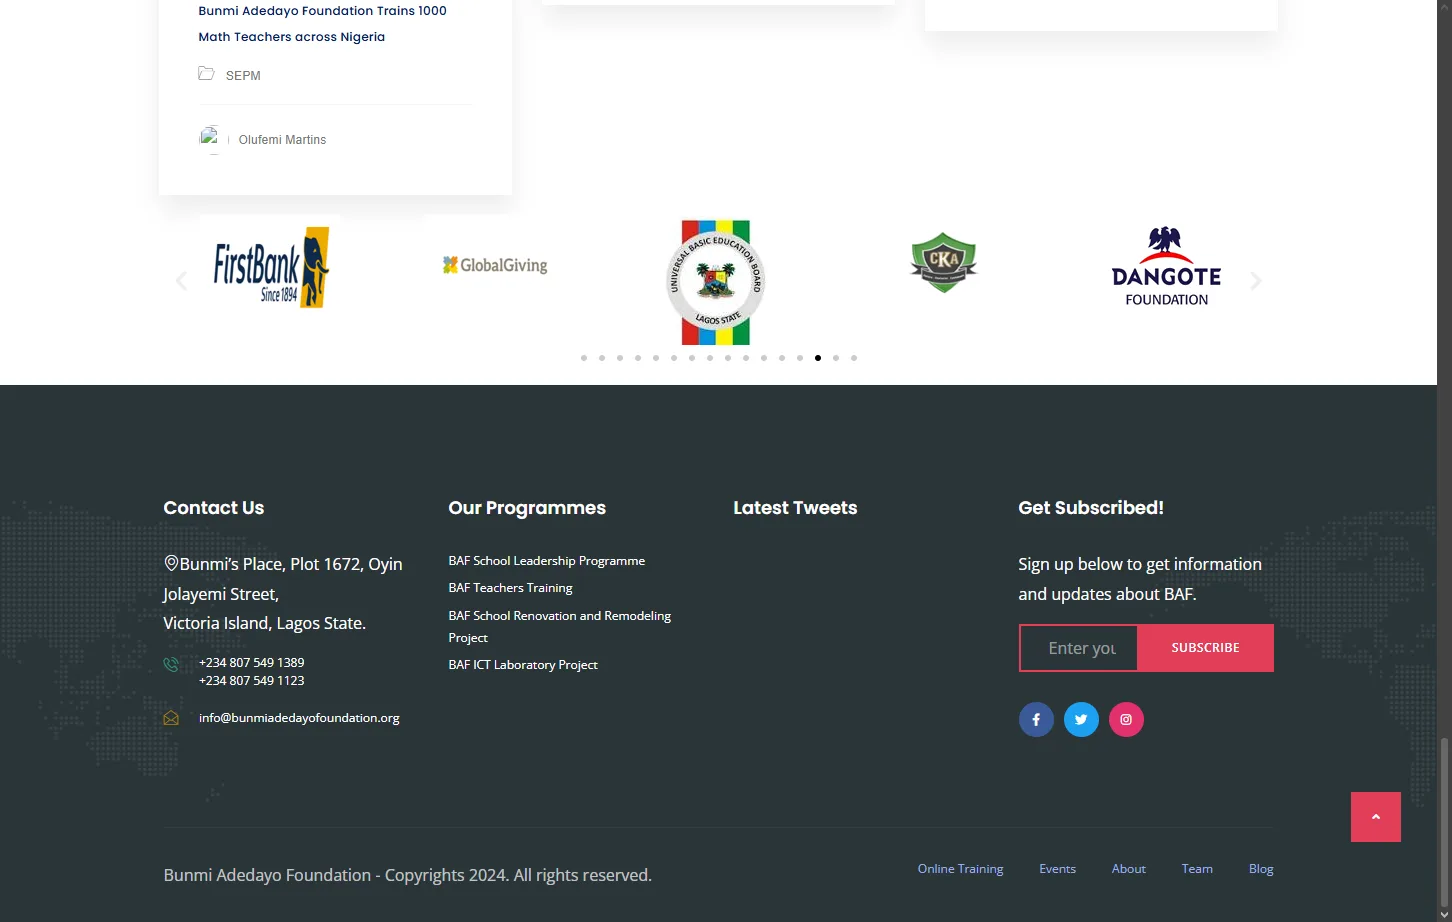 Bunmi Adedayo Foundation Trains 1000
Math Teachers across Nigeria
SEPM
Olufemi Martins
FirstBank
Since 1894
GlobalGiving
UNIVERSAL BASIC EDUCATION BOARD
LAGOS STATE
CKA
DANGOTE
FOUNDATION
Contact Us
Bunmi’s Place, Plot 1672, Oyin
Jolayemi Street,
Victoria Island, Lagos State.
+234 807 549 1389
+234 807 549 1123
info@bunmiadedayofoundation.org
Our Programmes
BAF School Leadership Programme
BAF Teachers Training
BAF School Renovation and Remodeling
Project
BAF ICT Laboratory Project
Latest Tweets
Get Subscribed!
Sign up below to get information
and updates about BAF.
Enter you
SUBSCRIBE
Bunmi Adedayo Foundation - Copyrights 2024. All rights reserved.
Online Training
Events
About
Team
Blog